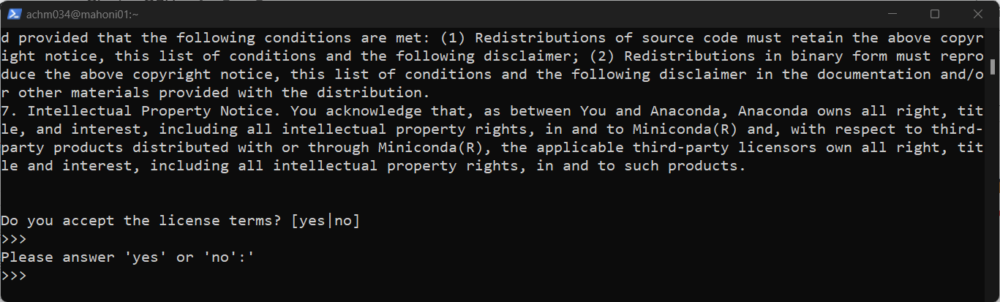 achm034@mahoni01:~
d provided that the following conditions are met: (1) Redistributions of source code must retain the above copyr
ight notice, this list of conditions and the following disclaimer; (2) Redistributions in binary form must repro
duce the above copyright notice, this list of conditions and the following disclaimer in the documentation and/o
r other materials provided with the distribution.
7. Intellectual Property Notice. You acknowledge that, as between You and Anaconda, Anaconda owns all right, tit
le, and interest, including all intellectual property rights, in and to Miniconda(R) and, with respect to third-
party products distributed with or through Miniconda(R), the applicable third-party licensors own all right, tit
le and interest, including all intellectual property rights, in and to such products.
Do you accept the license terms? [yes|no]
>>>
Please answer 'yes' or 'no':'
>>>